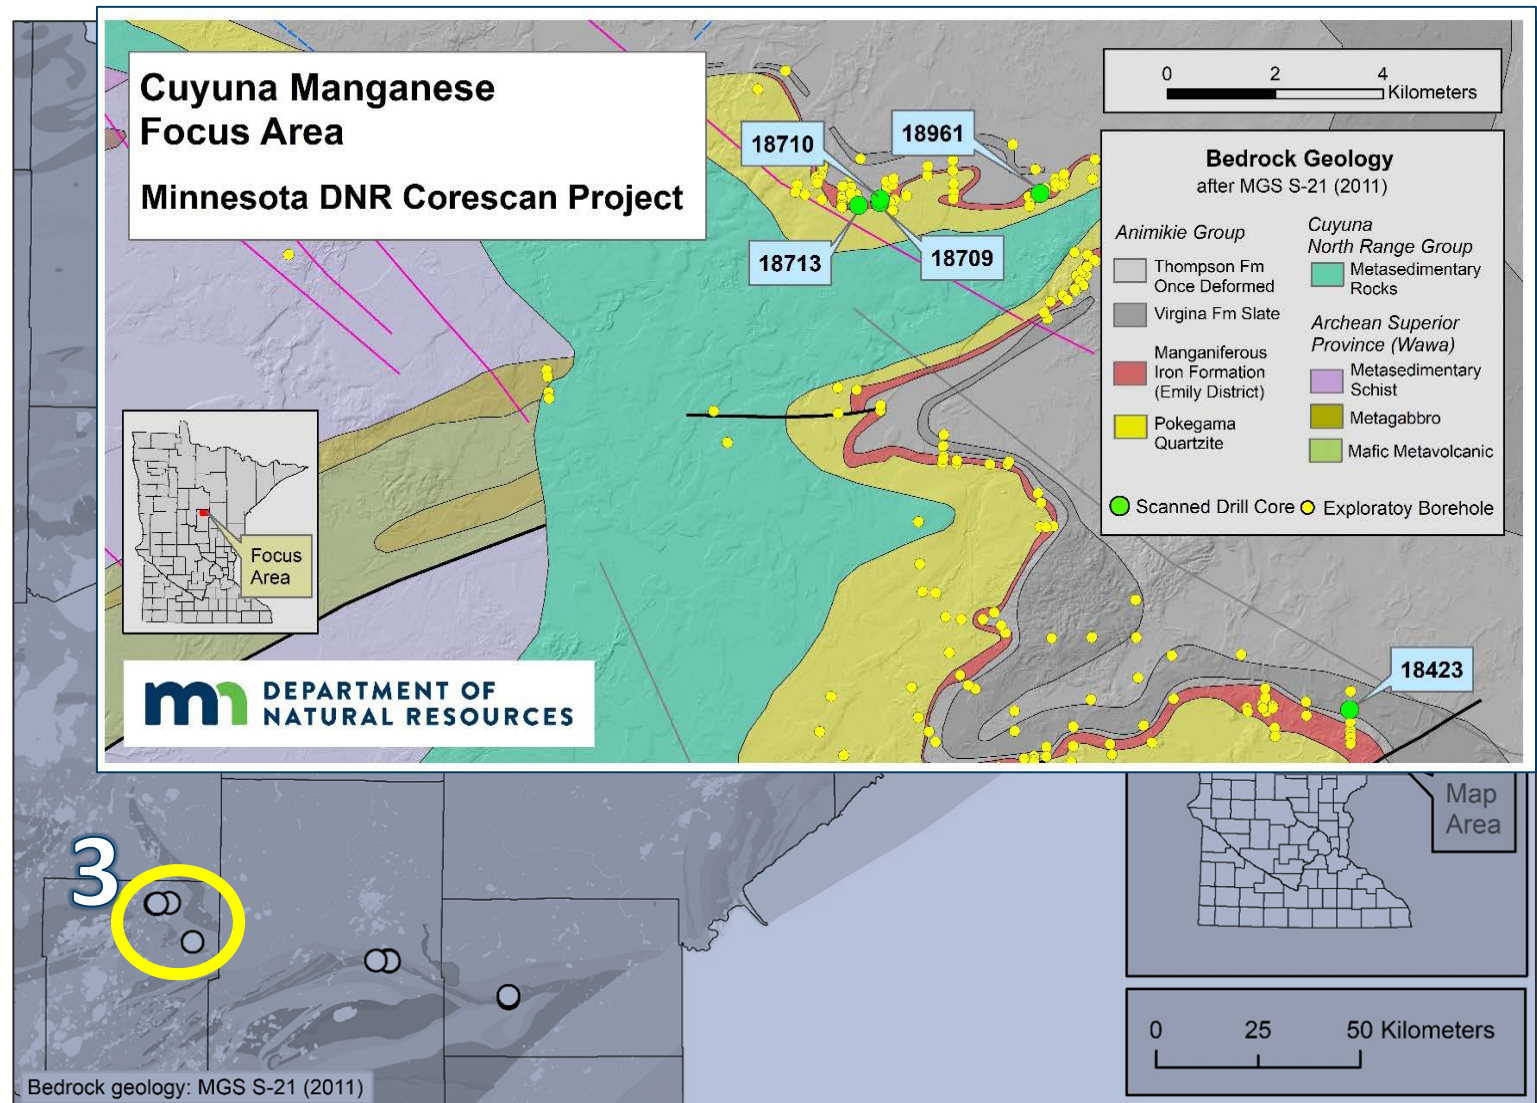 Cuyuna Manganese
Focus Area
Minnesota DNR Corescan Project
0 2 4
Kilometers
18710
18961
18713
18709
Bedrock Geology
after MGS S-21 (2011)
Animikie Group
Thompson Fm
Once Deformed
Virgina Fm Slate
Manganiferous
Iron Formation
(Emily District)
Pokegama
Quartzite
Cuyuna
North Range Group
Metasedimentary
Rocks
Archean Superior
Province (Wawa)
Metasedimentary
Schist
Metagabbro
Mafic Metavolcanic
Scanned Drill Core
Exploratoy Borehole
Focus
Area
18423
mn
DEPARTMENT OF
NATURAL RESOURCES
Map
Area
3
0 25 50 Kilometers
Bedrock geology: MGS S-21 (2011)